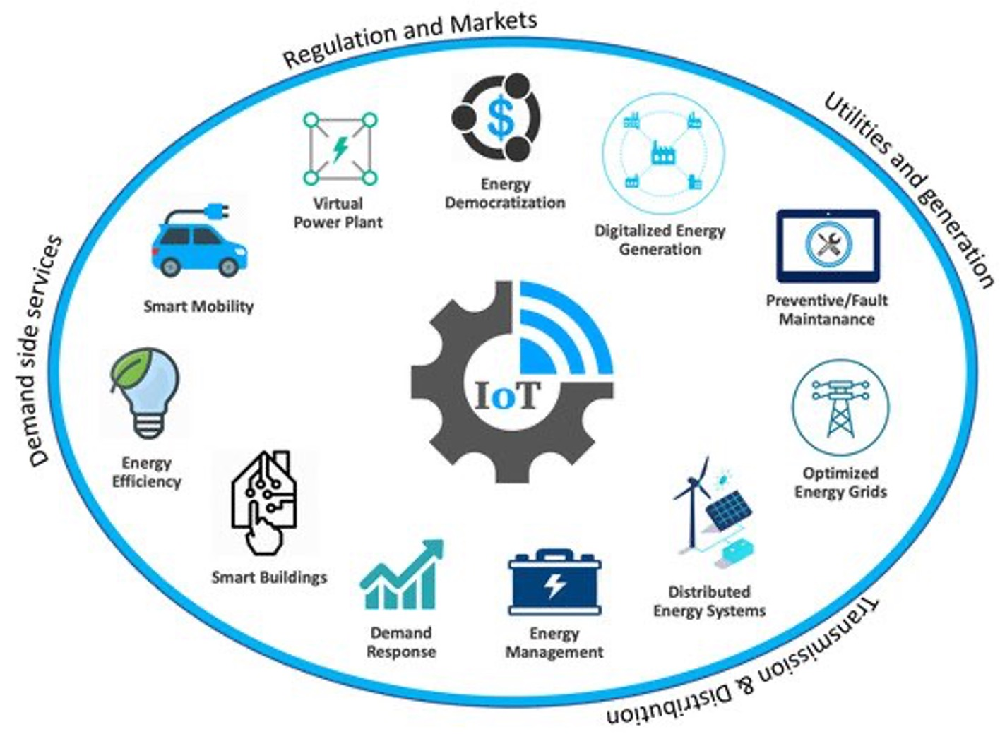 Regulation and Markets
Utilities and generation
Demand side services
Transmission & Distribution
Energy
Democratization
Virtual
Power Plant
Digitalized Energy
Generation
Smart Mobility
Preventive/Fault
Maintanance
IoT
Energy
Efficiency
Optimized
Energy Grids
Smart Buildings
Distributed
Energy Systems
Demand
Response
Energy
Management
$